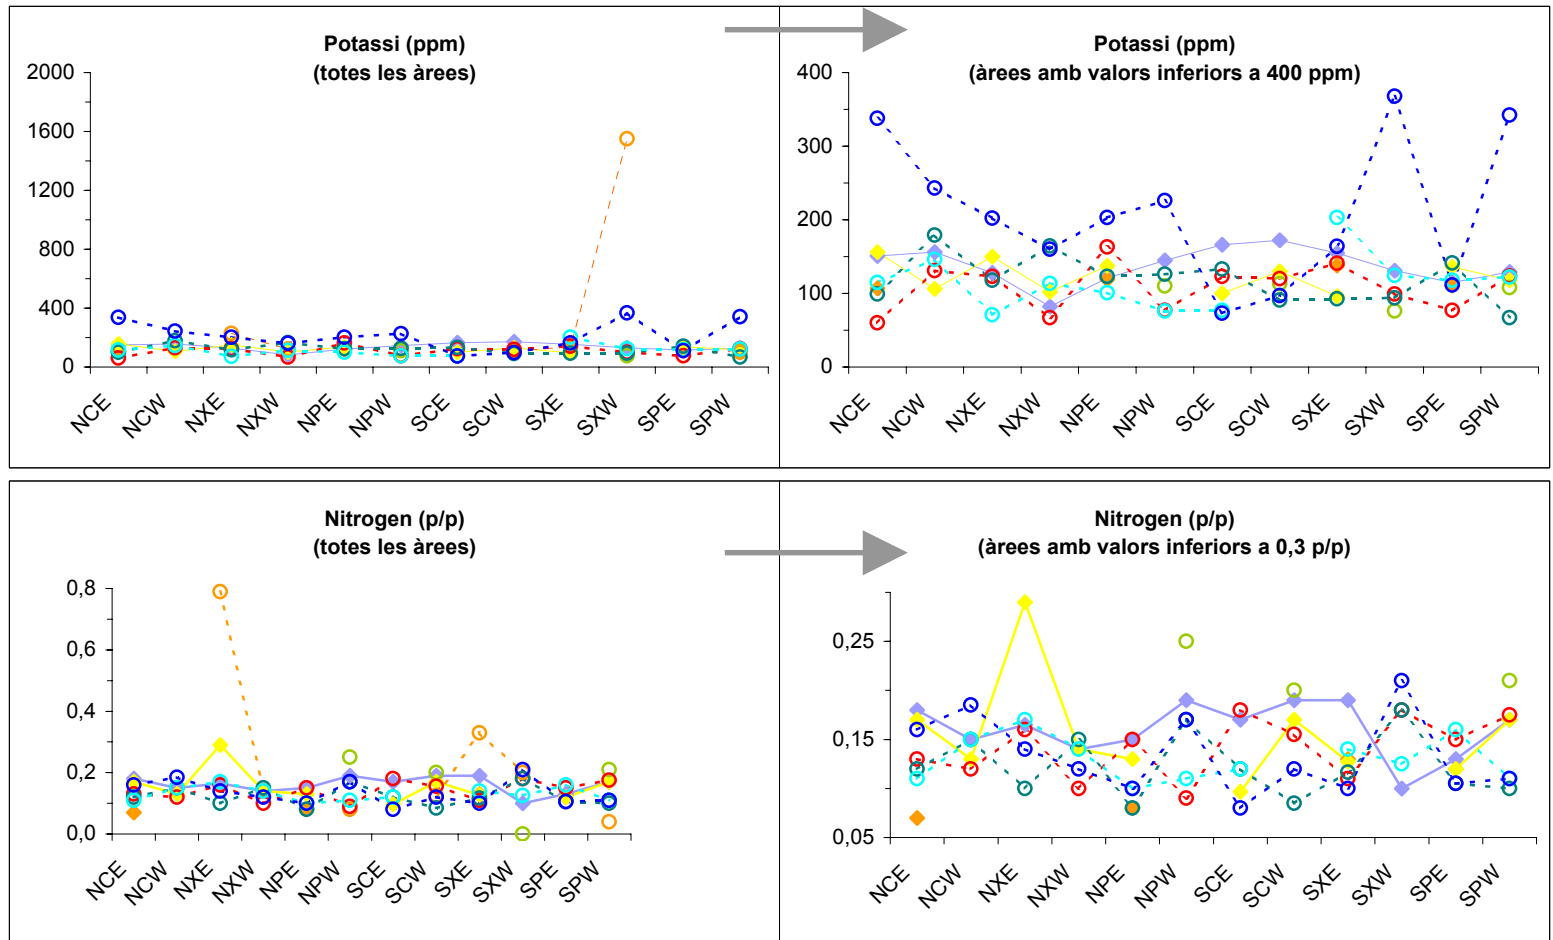 Potassi (ppm)
(totes les àrees)
2000
1600
1200
800
400
0
NCE
NCW
NXE
NXW
NPE
NPW
SCE
SCW
SXE
SXW
SPE
SPW
Potassi (ppm)
(àrees amb valors inferiors a 400 ppm)
400
300
200
100
0
NCE
NCW
NXE
NXW
NPE
NPW
SCE
SCW
SXE
SXW
SPE
SPW
Nitrogen (p/p)
(totes les àrees)
0,8
0,6
0,4
0,2
0,0
NCE
NCW
NXE
NXW
NPE
NPW
SCE
SCW
SXE
SXW
SPE
SPW
Nitrogen (p/p)
(àrees amb valors inferiors a 0,3 p/p)
0,25
0,15
0,05
NCE
NCW
NXE
NXW
NPE
NPW
SCE
SCW
SXE
SXW
SPE
SPW